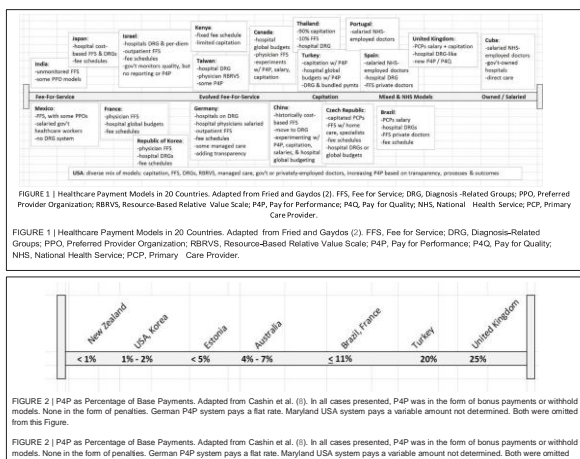 Japan:
-hospital cost-
based FFS & DRGs
-fee schedules
Israel:
-hospitals DRG & per-diem
-outpatient FFS
-fee schedules
-gov't monitors quality, but
no reporting or P4P
Kenya:
-fixed fee schedule
-limited capitation
Taiwan:
-hospital DRG
-physician RBRVS
-some P4P
Canada:
-hospital
global budgets
-physician FFS
-experiments
w/ P4P, salary,
capitation
Thailand:
-90% capitation
-10% FFS
-hospital DRG
Turkey:
-capitation w/ P4P
-hospital global
budgets w/ P4P
-DRG & bundled pymts
Portugal:
-salaried NHS-
employed doctors
Spain:
-salaried NHS-
employed doctors
-hospital DRG
-FFS private doctors
United Kingdom:
-PCPs salary + capitation
-hospital DRG-like
-new P4P / P4Q
Cuba:
-salaried NHS-
employed doctors
-gov't-owned
hospitals
-direct care
India:
-unmonitored FFS
-some PPO models
Fee-For-Service Evolved Fee-For-Service Capitation Mixed & NHS Models Owned / Salaried
Mexico:
-FFS, with some PPOs
-salaried gov't
healthcare workers
-no DRG system
France:
-physician FFS
-hospital global budgets
-fee schedules
Republic of Korea:
-physician FFS
-hospital DRGs
-fee schedules
Germany:
-hospitals on DRG
-hospital physicians salaried
-outpatient FFS
-fee schedules
-some managed care
-adding transparency
China:
-historically cost-
based FFS
-move to DRG
-experimenting w/
P4P, capitation,
salaries, & hospital
global budgeting
Czech Republic:
-capitated PCPs
-FFS w/ home
care, specialists
-fee schedules
-hospital DRGs or
global budgets
Brazil:
-PCPs salary
-hospital DRGs
-FFS private doctors
-fee schedule
USA: diverse mix of models: capitation, FFS, DRGs, RBRVS, managed care, gov't or privately-employed doctors, increasing P4P based on transparency, processes & outcomes
FIGURE 1 | Healthcare Payment Models in 20 Countries. Adapted from Fried and Gaydos (2). FFS, Fee for Service; DRG, Diagnosis -Related Groups; PPO, Preferred
Provider Organization; RBRVS, Resource-Based Relative Value Scale; P4P, Pay for Performance; P4Q, Pay for Quality; NHS, National Health Service; PCP, Primary
Care Provider.
FIGURE 1 | Healthcare Payment Models in 20 Countries. Adapted from Fried and Gaydos (2). FFS, Fee for Service; DRG, Diagnosis-Related
Groups; PPO, Preferred Provider Organization; RBRVS, Resource-Based Relative Value Scale; P4P, Pay for Performance; P4Q, Pay for Quality;
NHS, National Health Service; PCP, Primary Care Provider.
New Zealand
USA, Korea
Estonia
Australia
Brazil, France
Turkey
United Kingdom
< 1% 1% - 2% < 5% 4% - 7% ≤ 11% 20% 25%
FIGURE 2 | P4P as Percentage of Base Payments. Adapted from Cashin et al. (8). In all cases presented, P4P was in the form of bonus payments or withhold
models. None in the form of penalties. German P4P system pays a flat rate. Maryland USA system pays a variable amount not determined. Both were omitted
from this Figure.
FIGURE 2 | P4P as Percentage of Base Payments. Adapted from Cashin et al. (8). In all cases presented, P4P was in the form of bonus payments or withhold
models. None in the form of penalties. German P4P system pays a flat rate. Maryland USA system pays a variable amount not determined. Both were omitted